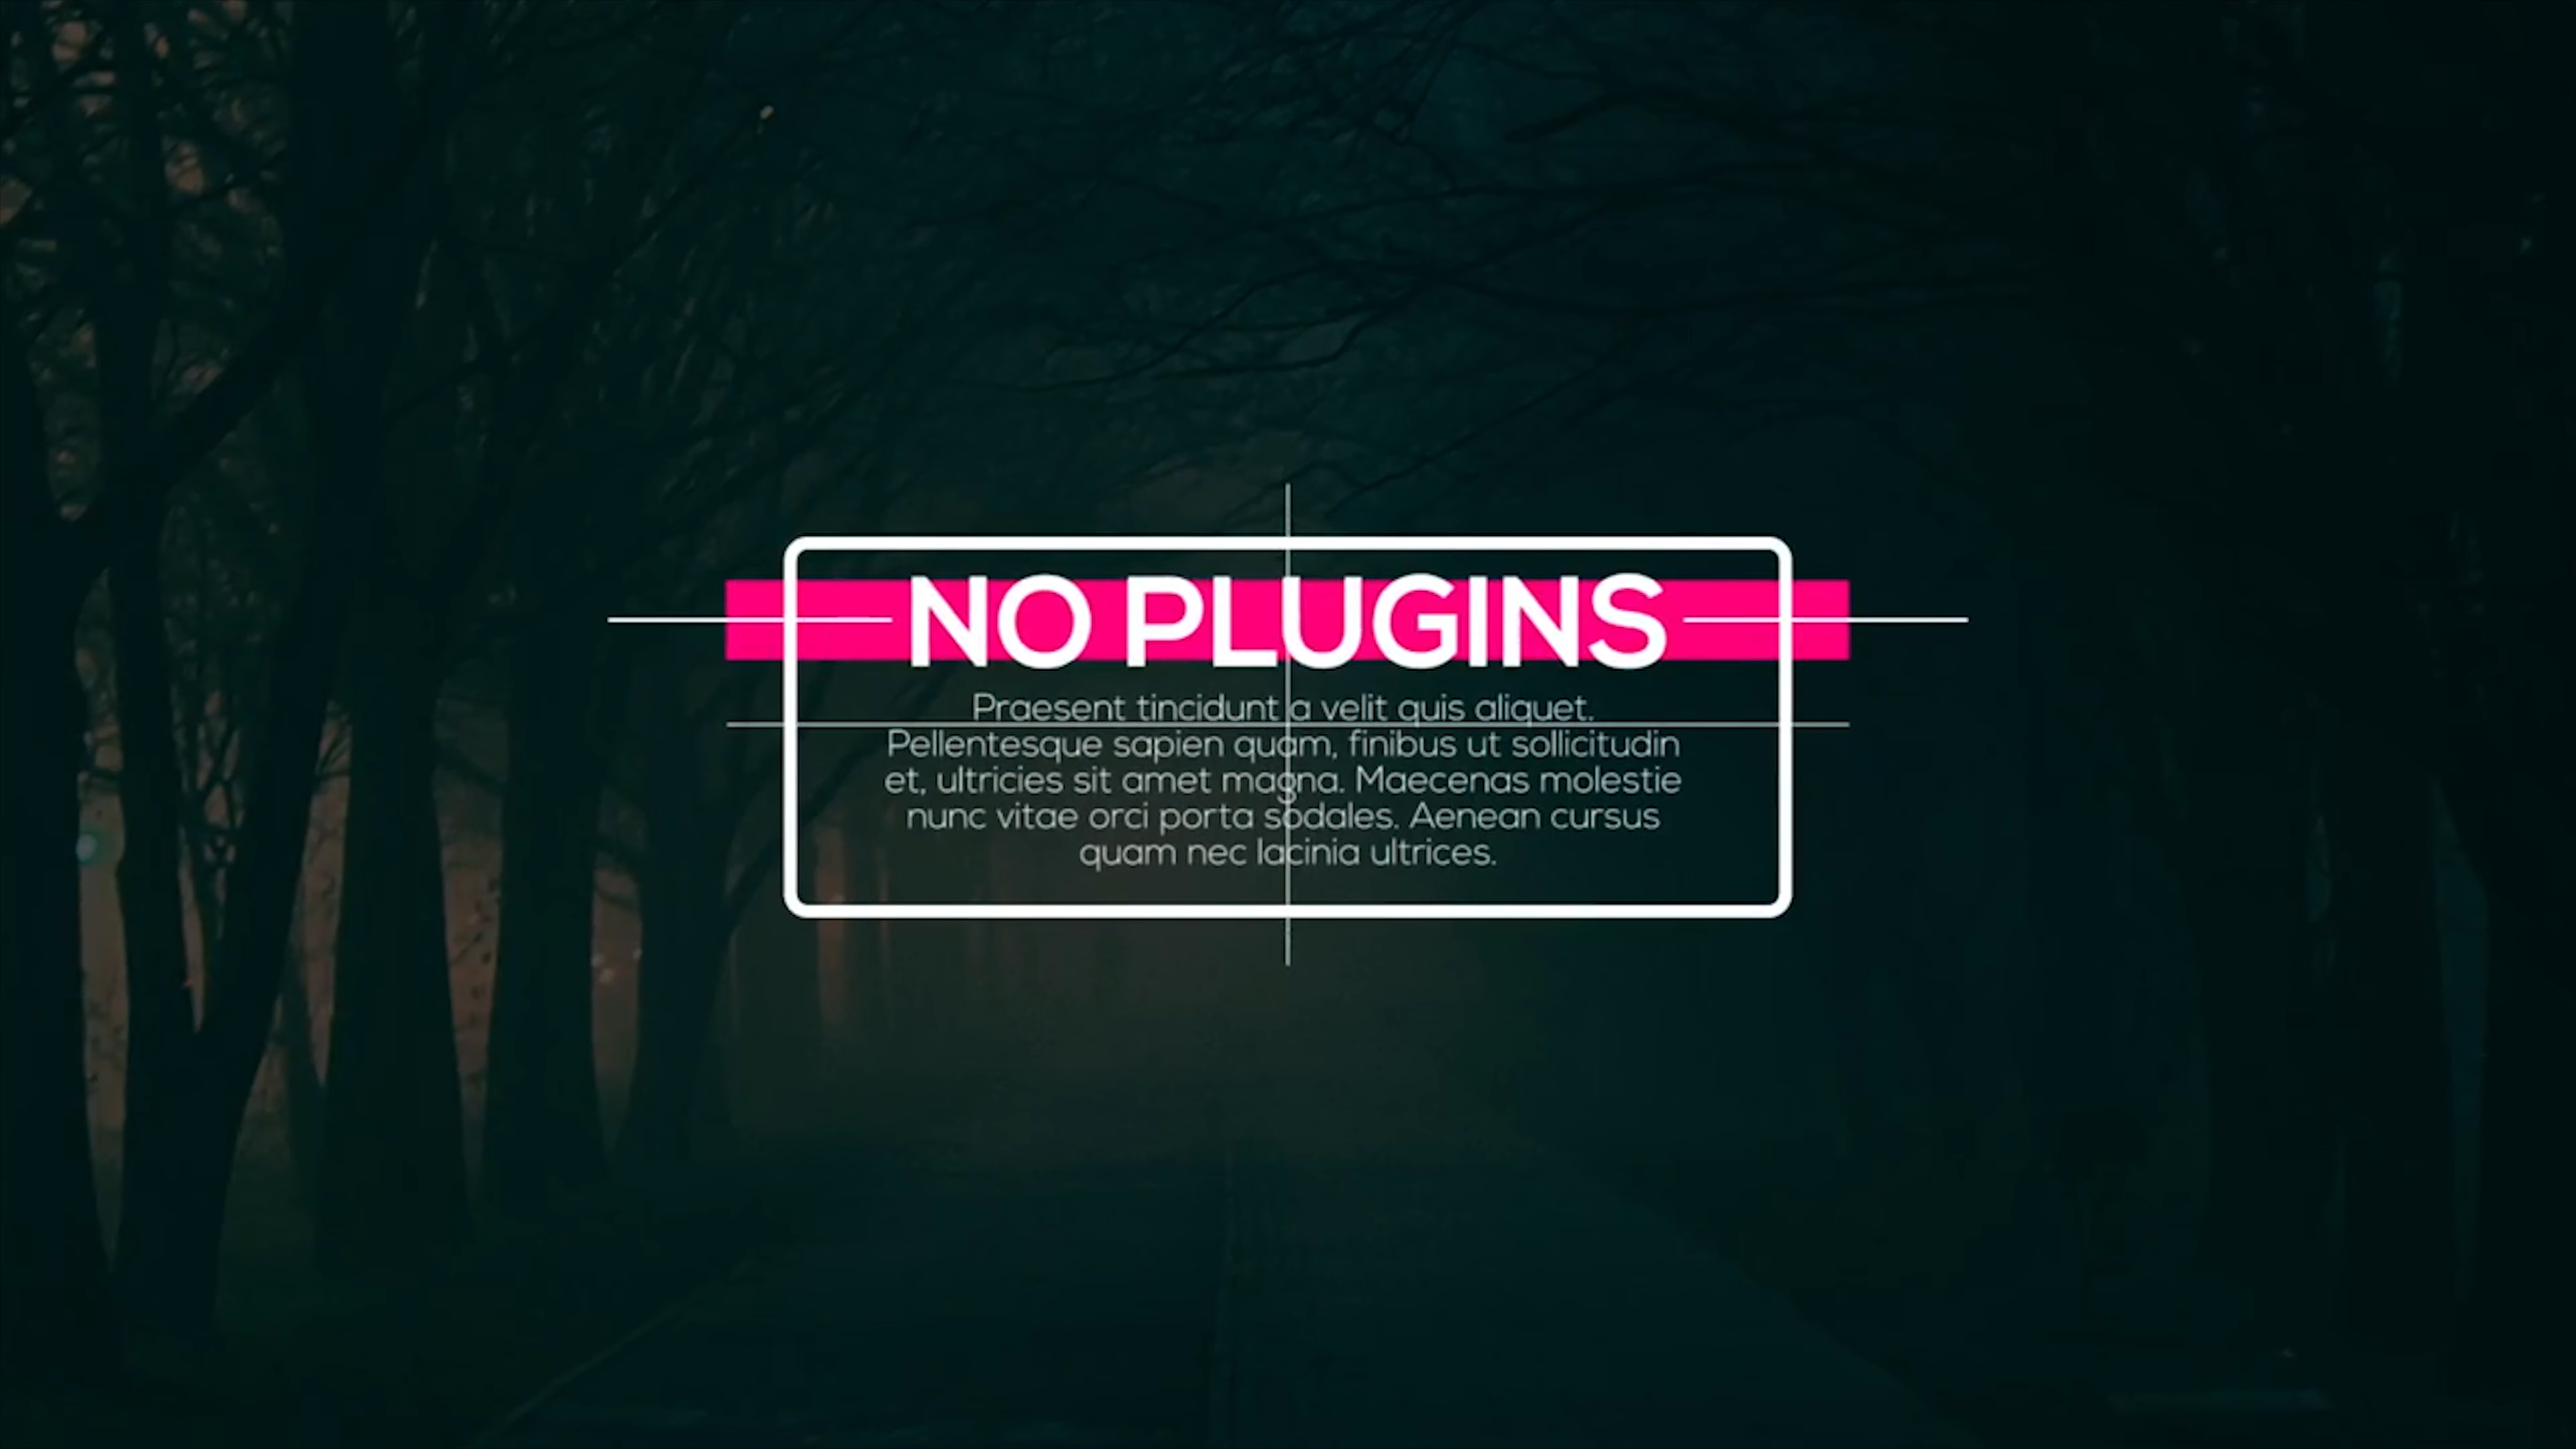 NO PLUGINS
Praesent tincidunt a velit quis aliquet.
Pellentesque sapien quam, finibus ut sollicitudin
et, ultricies sit amet magna. Maecenas molestie
nunc vitae orci porta sodales. Aenean cursus
quam nec lacinia ultrices.